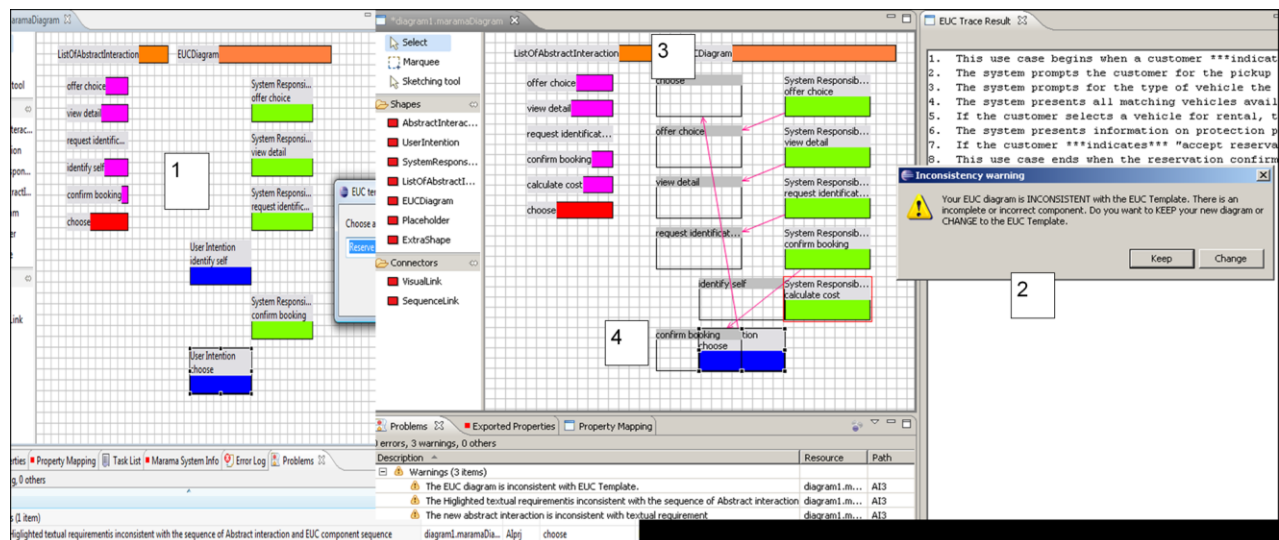 aramaDiagram
ListOfAbstractInteraction
EUCDiagram
tool
offer choice
System Responsi...
offer choice
view detail
terac...
request identific...
System Responsi...
view detail
ion
spon...
identify self
1
ractI...
confirm booking
System Responsi...
request identific...
am
choose
er
EUC te
Choose a
Reserve
User Intention
identify self
System Responsi...
confirm booking
Link
User Intention
choose
erties
Property Mapping
Task List
Marama System Info
Error Log
Problems
g, 0 others
s (1 item)
Higlighted textual requirementis inconsistent with the sequence of Abstract interaction and EUC component sequence
diagram1.maramaDia...
Alprj
choose
*diagram1.maramaDiagram
Select
Marquee
Sketching tool
Shapes
AbstractInterac...
UserIntention
SystemRespons...
ListOfAbstractI...
EUCDiagram
Placeholder
ExtraShape
Connectors
VisualLink
SequenceLink
ListOfAbstractInteraction
3
CDiagram
offer choice
choose
System Responsib...
offer choice
view detail
request identificat...
offer choice
System Responsib...
view detail
confirm booking
calculate cost
view detail
System Responsib...
request identificat...
choose
request identificat...
System Responsib...
confirm booking
identify self
System Responsib...
calculate cost
4
confirm booking
tion
choose
Problems
Exported Properties
Property Mapping
errors, 3 warnings, 0 others
Description
Resource
Path
Warnings (3 items)
The EUC diagram is inconsistent with EUC Template.
diagram1.m...
AI3
The Higlighted textual requirementis inconsistent with the sequence of Abstract interaction
diagram1.m...
AI3
The new abstract interaction is inconsistent with textual requirement
diagram1.m...
AI3
EUC Trace Result
1. This use case begins when a customer ***indicat
2. The system prompts the customer for the pickup
3. The system prompts for the type of vehicle the
4. The system presents all matching vehicles avail
5. If the customer selects a vehicle for rental, t
6. The system presents information on protection p
7. If the customer ***indicates*** "accept reserva
8. This use case ends when the reservation confirm
Inconsistency warning
Your EUC diagram is INCONSISTENT with the EUC Template. There is an
incomplete or incorrect component. Do you want to KEEP your new diagram or
CHANGE to the EUC Template.
Keep
Change
2